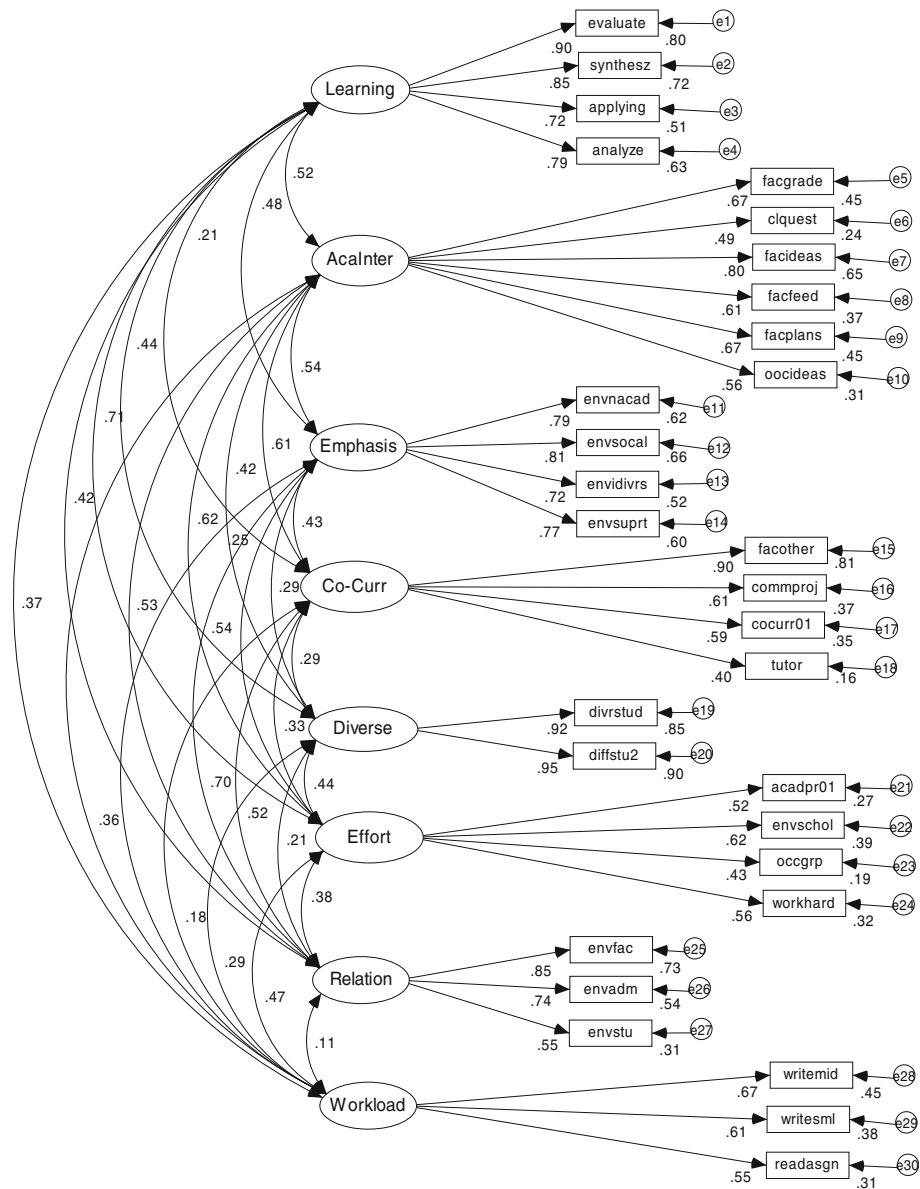 evaluate e1
.90 .80
synthesz e2
.85 .72
Learning
applying e3
.72 .51
analyze e4
.79 .63
.52
facgrade e5
.67 .45
.48
clquest e6
.49 .24
.21
AcaInter
facideas e7
.80 .65
facfeed e8
.61 .37
facplans e9
.67 .45
.44
.54
oocideas e10
.56 .31
envnacad e11
.79 .62
.71
.61
Emphasis
envsocal e12
.81 .66
.42
envidivrs e13
.72 .52
.42
.62
.43
envsuprt e14
.77 .60
.25
facother e15
.90 .81
.29
Co-Curr
commproj e16
.61 .37
.37
.53
cocurr01 e17
.59 .35
.54
.29
tutor e18
.40 .16
divrstud e19
.92 .85
.33
Diverse
diffstu2 e20
.95 .90
.70
.44
acadpr01 e21
.52 .27
.36
.52
envschol e22
.62 .39
.21
Effort
occgrp e23
.43 .19
.38
workhard e24
.56 .32
.18
envfac e25
.85 .73
.29
Relation
envadm e26
.74 .54
.47
envstu e27
.55 .31
.11
writemid e28
.67 .45
Workload
writesml e29
.61 .38
readasgn e30
.55 .31